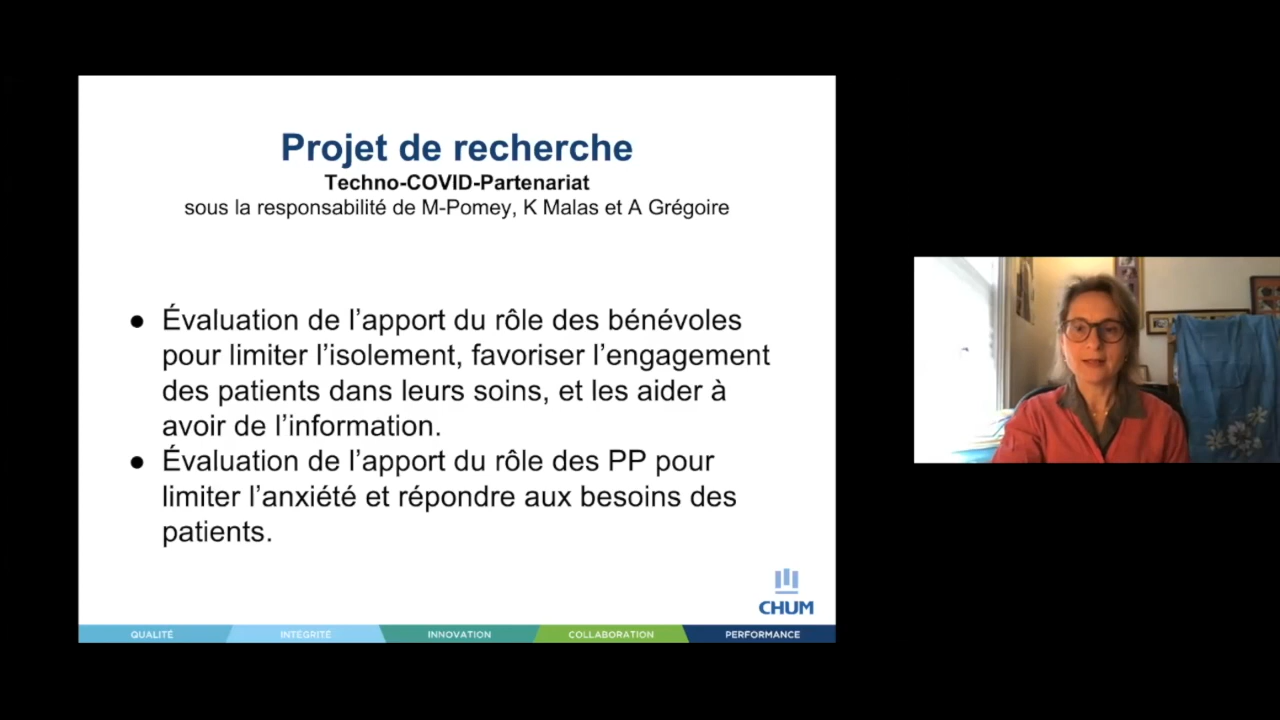 Projet de recherche
Techno-COVID-Partenariat
sous la responsabilité de M-Pomey, K Malas et A Grégoire
● Évaluation de l’apport du rôle des bénévoles
pour limiter l’isolement, favoriser l’engagement
des patients dans leurs soins, et les aider à
avoir de l’information.
● Évaluation de l’apport du rôle des PP pour
limiter l’anxiété et répondre aux besoins des
patients.
CHUM
QUALITÉ INTÉGRITÉ INNOVATION COLLABORATION PERFORMANCE